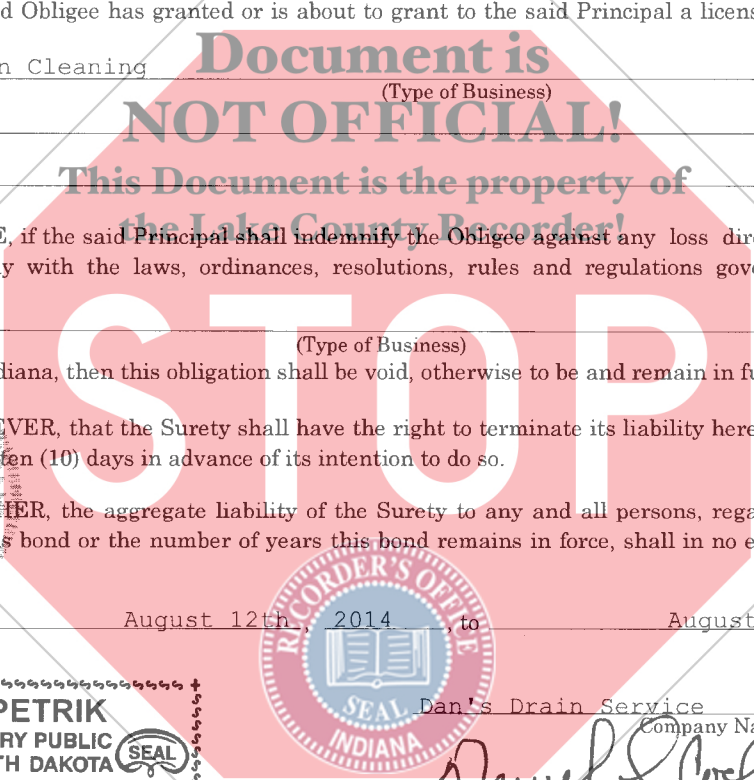 d Obligee has granted or is about to grant to the said Principal a licens
Document is
n Cleaning
(Type of Business)
NOT OFFICIAL!
This Document is the property of
the Lake County Recorder!
E, if the said Principal shall indemnify the Obligee against any loss dire
y with the laws, ordinances, resolutions, rules and regulations gove
STOP
(Type of Business)
diana, then this obligation shall be void, otherwise to be and remain in fu
EVER, that the Surety shall have the right to terminate its liability here
ten (10) days in advance of its intention to do so.
HER, the aggregate liability of the Surety to any and all persons, rega
s bond or the number of years this bond remains in force, shall in no e
August 12th, 2014, to August
RECORDER'S OFFICE
SEAL
INDIANA
PETRIK
RY PUBLIC
SEAL
TH DAKOTA
Dan's Drain Service
Company Na